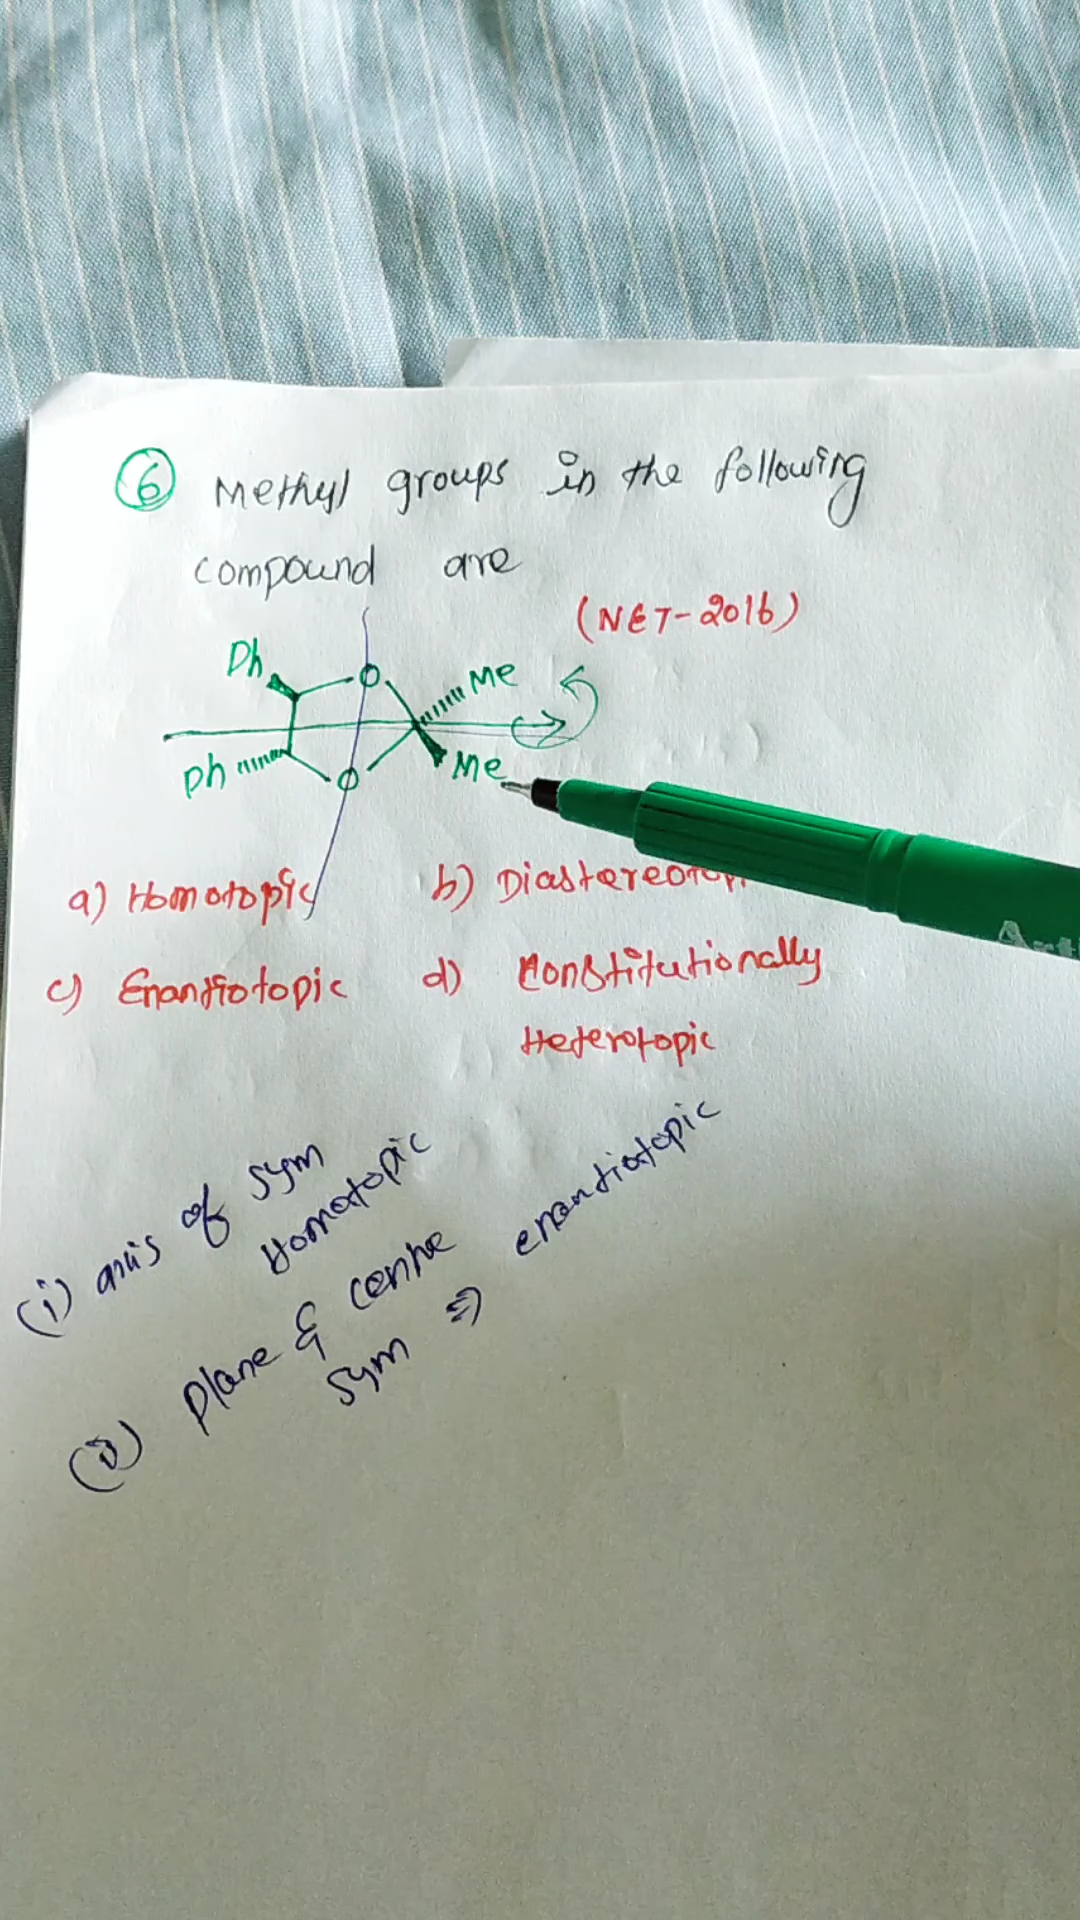 6 Methyl groups in the following
compound are
(NET-2016)
Ph O Me
Ph O Me
a) Homotopic b)
c) Enantiotopic d) Constitutionally
Heterotopic
(i) axis of sym
Homotopic
(ii) plane & centre
sym ⇒ enantiotopic